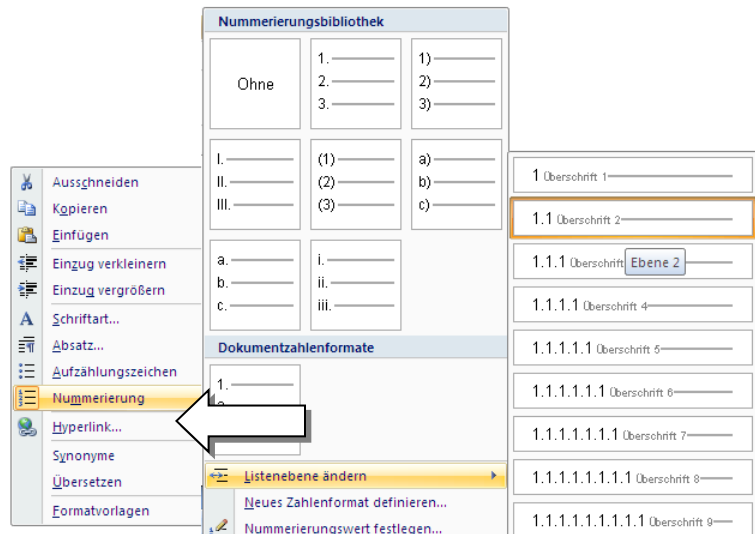 Ausschneiden
Kopieren
Einfügen
Einzug verkleinern
Einzug vergrößern
Schriftart...
Absatz...
Aufzählungszeichen
Nummerierung
Hyperlink...
Synonyme
Übersetzen
Formatvorlagen
Nummerierungsbibliothek
Ohne
1.
2.
3.
1)
2)
3)
I.
II.
III.
(1)
(2)
(3)
a)
b)
c)
a.
b.
c.
i.
ii.
iii.
Dokumentzahlenformate
1.
Listenebene ändern
Neues Zahlenformat definieren...
Nummerierungswert festlegen...
1 Überschrift 1
1.1 Überschrift 2
1.1.1 Überschrift
Ebene 2
1.1.1.1 Überschrift 4
1.1.1.1.1 Überschrift 5
1.1.1.1.1.1 Überschrift 6
1.1.1.1.1.1.1 Überschrift 7
1.1.1.1.1.1.1.1 Überschrift 8
1.1.1.1.1.1.1.1.1 Überschrift 9